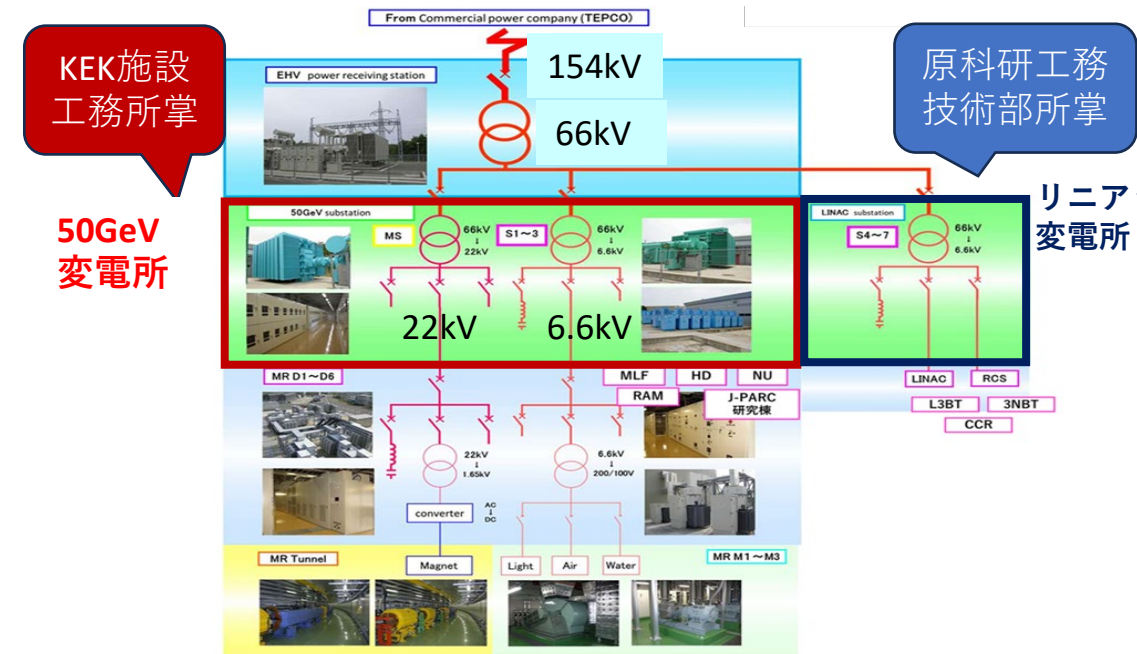 From Commercial power company (TEPCO)
KEK施設
工務所掌
EHV power receiving station
154kV
66kV
原科研工務
技術部所掌
50GeV
変電所
50GeV substation
MS
66kV
↓
22kV
S1～3
66kV
↓
6.6kV
22kV
6.6kV
LINAC substation
S4～7
66kV
↓
6.6kV
リニア
変電所
MR D1～D6
MLF
HD
NU
RAM
J-PARC
研究棟
LINAC
RCS
L3BT
3NBT
CCR
22kV
↓
1.65kV
6.6kV
↓
200/100V
converter
AC
↓
DC
MR Tunnel
Magnet
Light
Air
Water
MR M1～M3